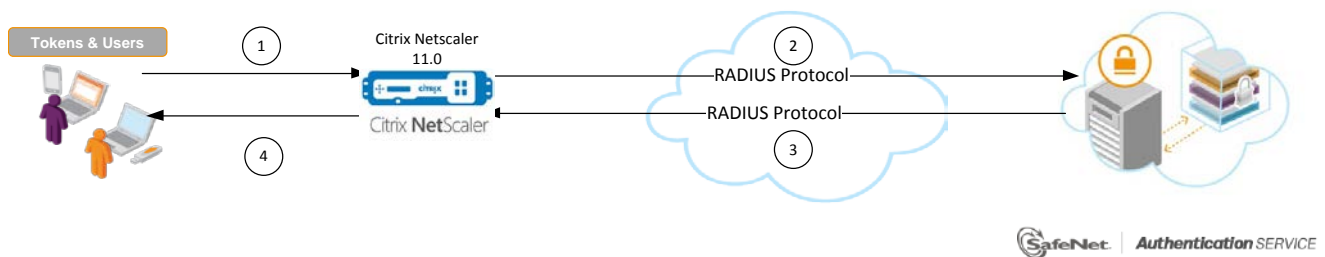 Tokens & Users
1
Citrix Netscaler
11.0
2
RADIUS Protocol
citrix
Citrix NetScaler
RADIUS Protocol
4
3
SafeNet. | Authentication SERVICE